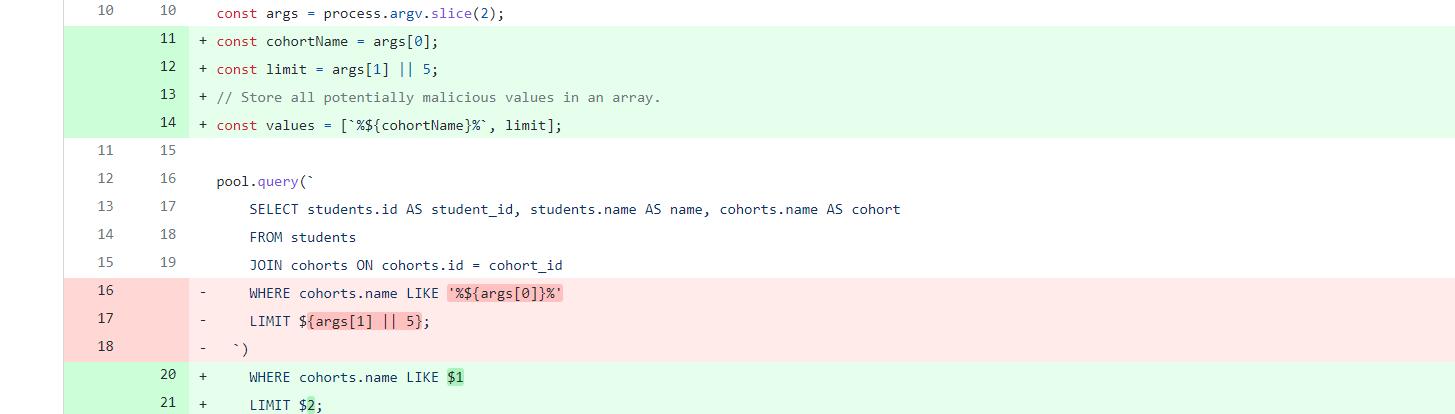 10 10 const args = process.argv.slice(2);
11 + const cohortName = args[0];
12 + const limit = args[1] || 5;
13 + // Store all potentially malicious values in an array.
14 + const values = [`%${cohortName}%`, limit];
11 15
12 16 pool.query(`
13 17 SELECT students.id AS student_id, students.name AS name, cohorts.name AS cohort
14 18 FROM students
15 19 JOIN cohorts ON cohorts.id = cohort_id
16 - WHERE cohorts.name LIKE '%${args[0]}%'
17 - LIMIT ${args[1] || 5};
18 - `)
20 + WHERE cohorts.name LIKE $1
21 + LIMIT $2;